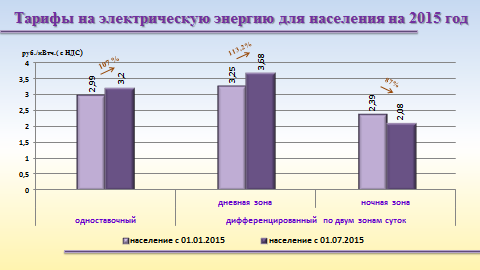 Тарифы на электрическую энергию для населения на 2015 год
руб./кВтч.( с НДС)
4
3,5
3
2,5
2
1,5
1
0,5
0
2,99
107 %
3,2
3,25
113,2%
3,68
2,39
87%
2,08
дневная зона
ночная зона
одноставочный
дифференцированный по двум зонам суток
население с 01.01.2015
население с 01.07.2015